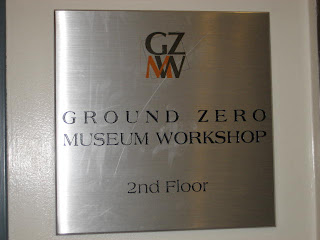 GZ
MW
GROUND ZERO
MUSEUM WORKSHOP
2nd Floor